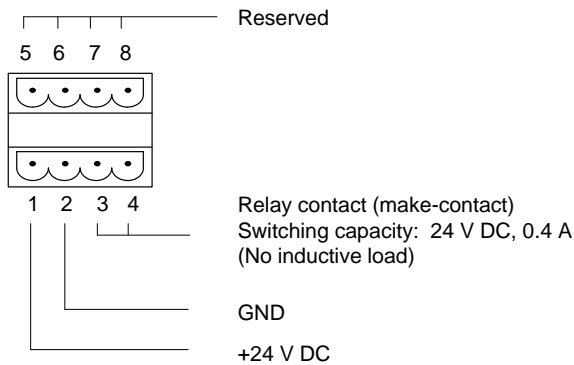 Reserved
5 6 7 8
1 2 3 4
Relay contact (make-contact)
Switching capacity: 24 V DC, 0.4 A
(No inductive load)
GND
+24 V DC